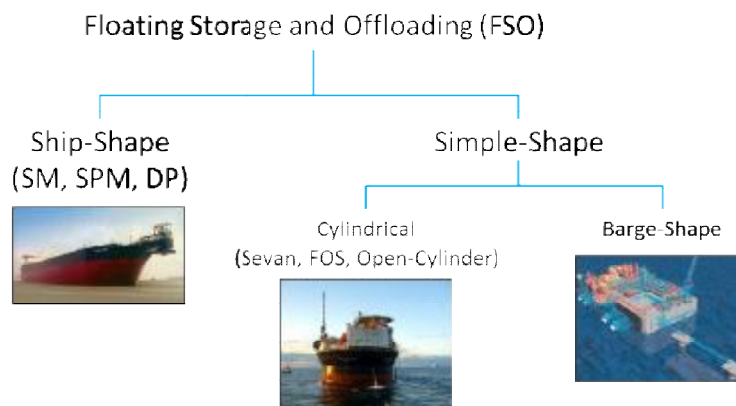 Floating Storage and Offloading (FSO)
Ship-Shape
(SM, SPM, DP)
Simple-Shape
Cylindrical
(Sevan, FOS, Open-Cylinder)
Barge-Shape